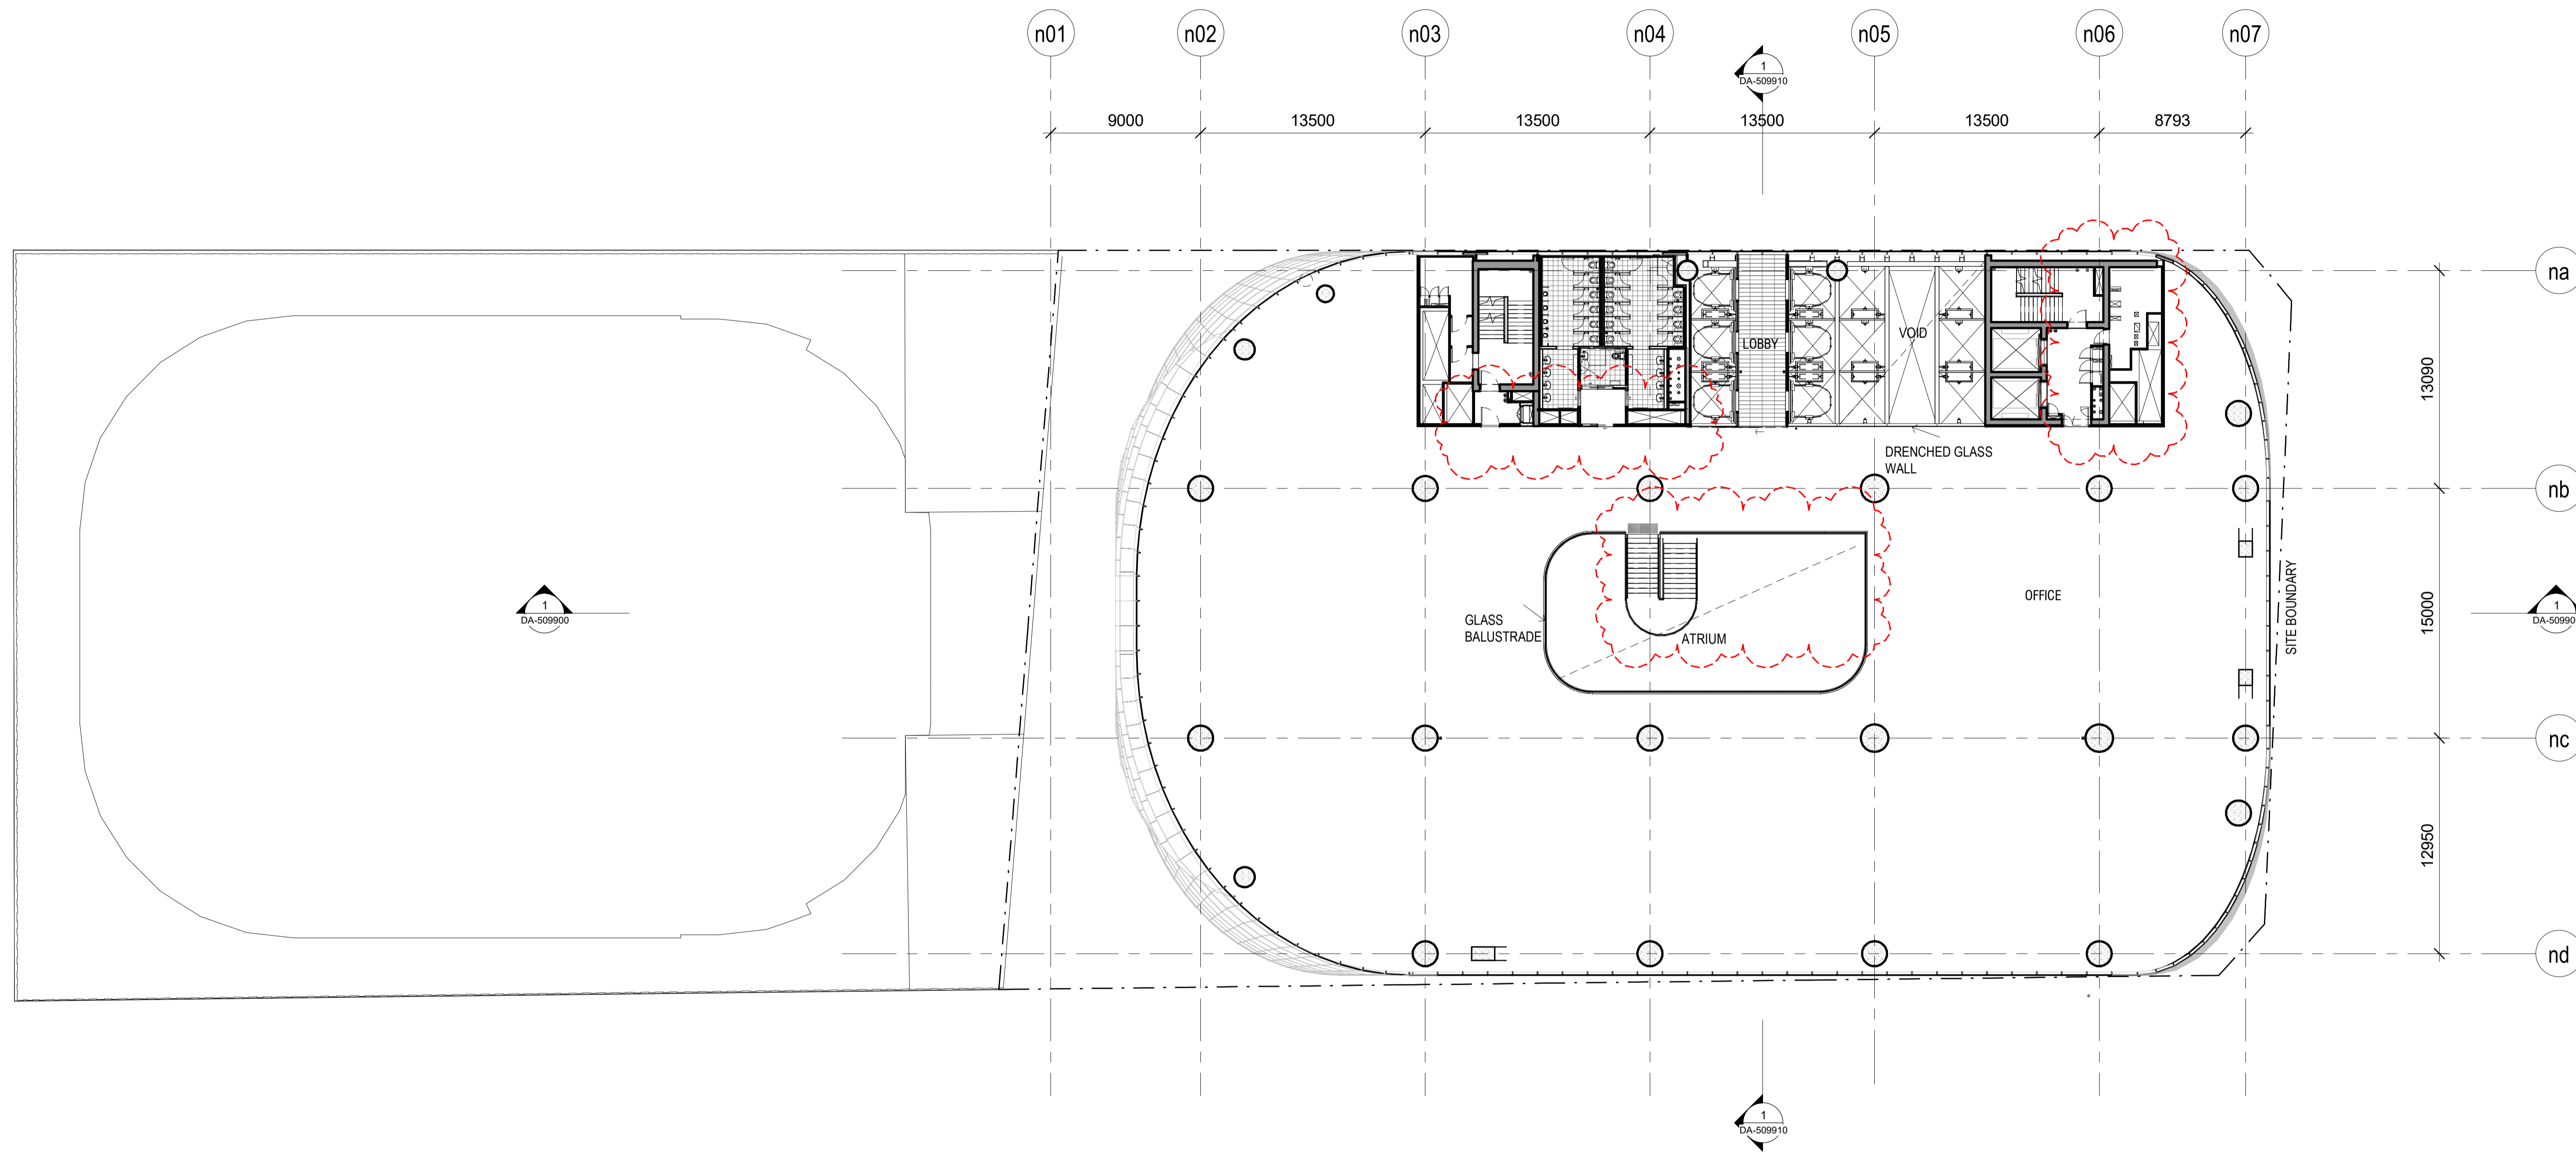 n01
n02
n03
n04
n05
n06
n07
1
DA-509910
9000
13500
13500
13500
13500
8793
na
LOBBY
VOID
13090
DRENCHED GLASS
WALL
nb
SITE BOUNDARY
OFFICE
1
DA-509900
GLASS
BALUSTRADE
ATRIUM
15000
1
DA-50990
nc
12950
nd
1
DA-509910